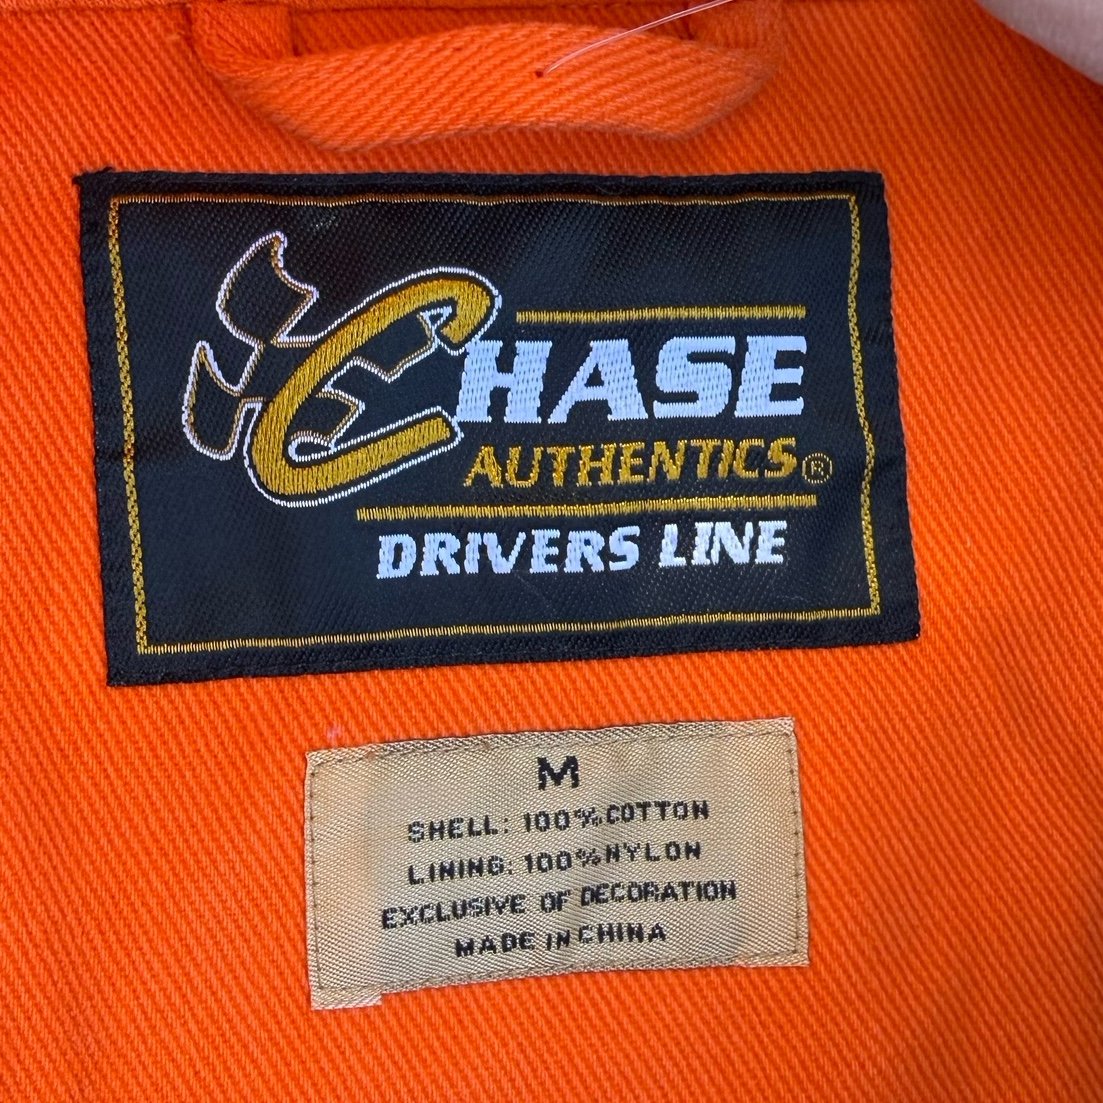 CHASE
AUTHENTICS®
DRIVERS LINE
M
SHELL: 100% COTTON
LINING: 100% NYLON
EXCLUSIVE OF DECORATION
MADE IN CHINA